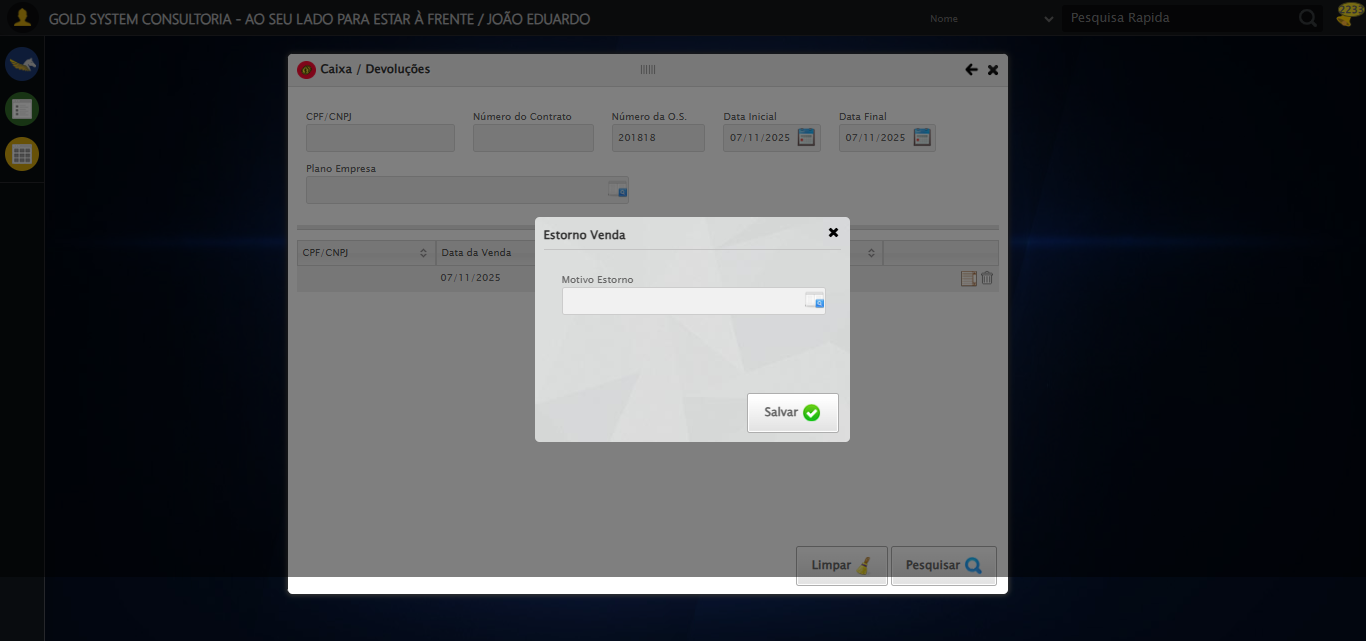 GOLD SYSTEM CONSULTORIA - AO SEU LADO PARA ESTAR À FRENTE / JOÃO EDUARDO
Nome
Pesquisa Rapida
2233
Caixa / Devoluções
CPF/CNPJ
Número do Contrato
Número da O.S.
Data Inicial
Data Final
201818
07/11/2025
07/11/2025
Plano Empresa
Estorno Venda
CPF/CNPJ
Data da Venda
07/11/2025
Motivo Estorno
Salvar
Limpar
Pesquisar